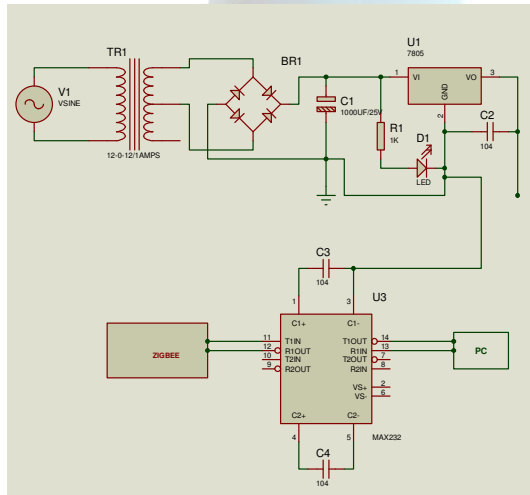 TR1
V1
VSINE
12-0-12/1AMPS
BR1
C1
1000UF/25V
R1
1K
D1
LED
U1
7805
1
VI
VO
3
GND
2
C2
104
C3
104
U3
1
3
C1+
C1-
ZIGBEE
11
T1IN
T1OUT
14
12
R1OUT
R1IN
13
10
T2IN
T2OUT
7
9
R2OUT
R2IN
8
VS+
2
VS-
6
C2+
C2-
4
5
MAX232
C4
104
PC